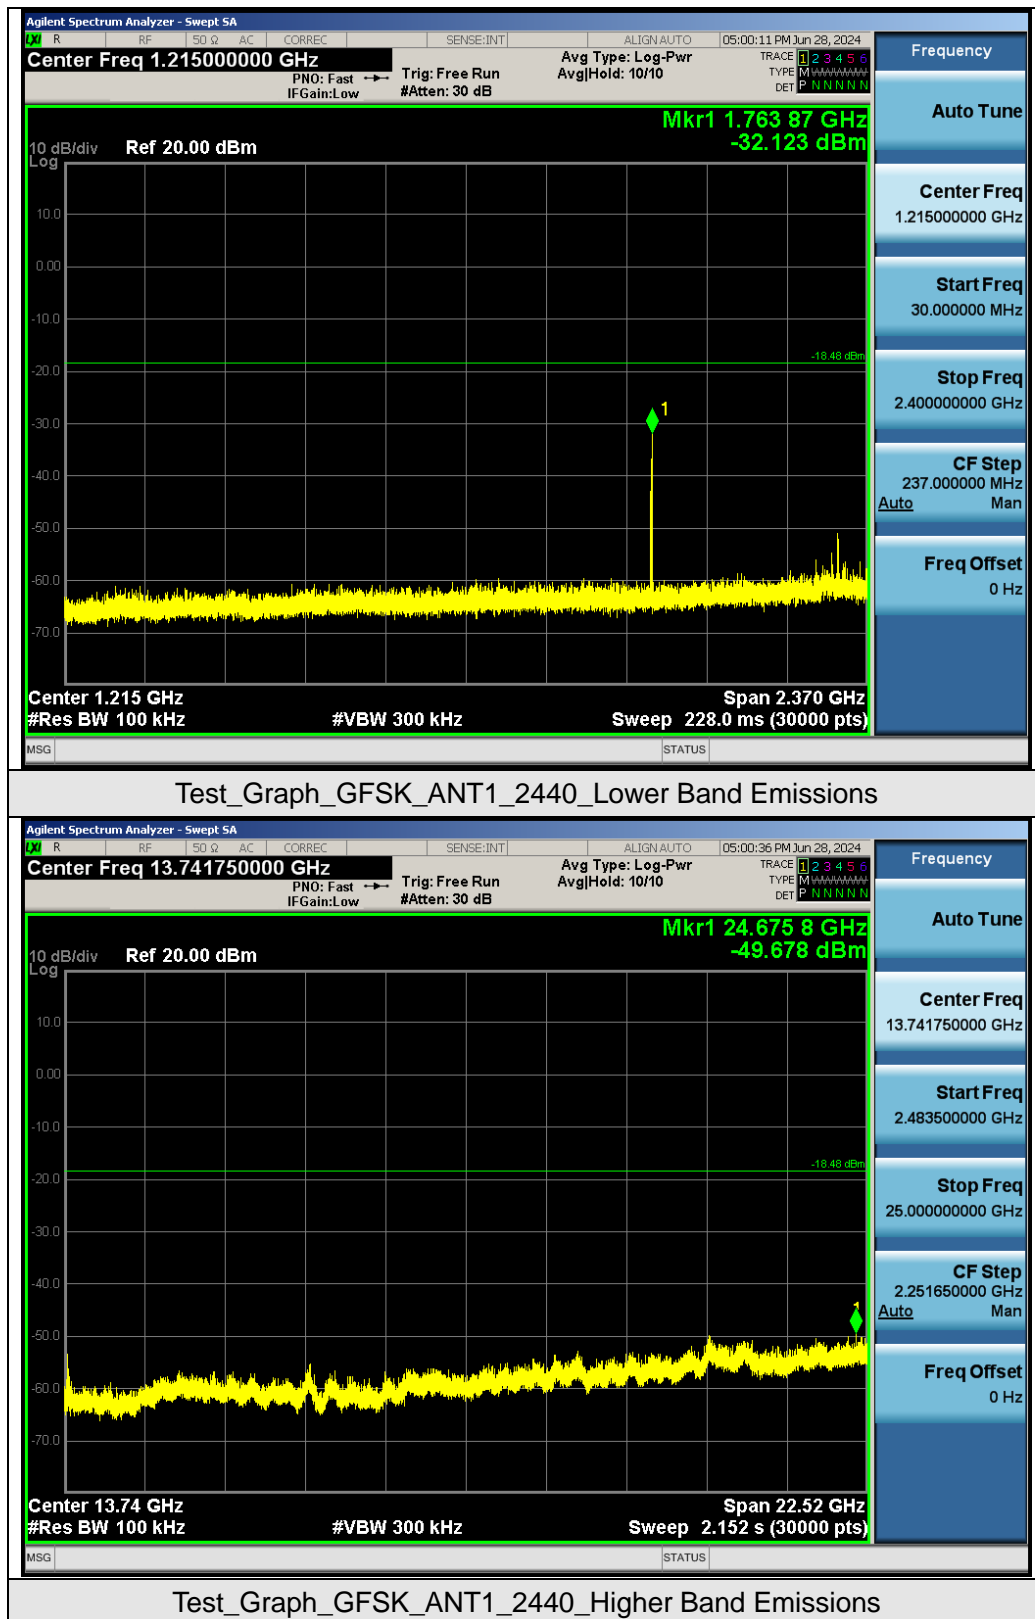 Agilent Spectrum Analyzer - Swept SA
LXI R RF 50 Ω AC CORREC SENSE:INT ALIGN AUTO 05:00:11 PM Jun 28, 2024
Center Freq 1.215000000 GHz
PNO: Fast
IFGain:Low
Trig: Free Run
#Atten: 30 dB
Avg Type: Log-Pwr
Avg|Hold: 10/10
TRACE 1 2 3 4 5 6
TYPE M WWWWW
DET P N N N N N
Mkr1 1.763 87 GHz
-32.123 dBm
10 dB/div Ref 20.00 dBm
Log
10.0
0.00
-10.0
-18.48 dBm
-20.0
-30.0
1
-40.0
-50.0
-60.0
-70.0
Center 1.215 GHz Span 2.370 GHz
#Res BW 100 kHz #VBW 300 kHz Sweep 228.0 ms (30000 pts)
MSG STATUS
Frequency
Auto Tune
Center Freq
1.215000000 GHz
Start Freq
30.000000 MHz
Stop Freq
2.400000000 GHz
CF Step
237.000000 MHz
Auto Man
Freq Offset
0 Hz
Test_Graph_GFSK_ANT1_2440_Lower Band Emissions
Agilent Spectrum Analyzer - Swept SA
LXI R RF 50 Ω AC CORREC SENSE:INT ALIGN AUTO 05:00:36 PM Jun 28, 2024
Center Freq 13.741750000 GHz
PNO: Fast
IFGain:Low
Trig: Free Run
#Atten: 30 dB
Avg Type: Log-Pwr
Avg|Hold: 10/10
TRACE 1 2 3 4 5 6
TYPE M WWWWW
DET P N N N N N
Mkr1 24.675 8 GHz
-49.678 dBm
10 dB/div Ref 20.00 dBm
Log
10.0
0.00
-10.0
-18.48 dBm
-20.0
-30.0
-40.0
1
-50.0
-60.0
-70.0
Center 13.74 GHz Span 22.52 GHz
#Res BW 100 kHz #VBW 300 kHz Sweep 2.152 s (30000 pts)
MSG STATUS
Frequency
Auto Tune
Center Freq
13.741750000 GHz
Start Freq
2.483500000 GHz
Stop Freq
25.000000000 GHz
CF Step
2.251650000 GHz
Auto Man
Freq Offset
0 Hz
Test_Graph_GFSK_ANT1_2440_Higher Band Emissions